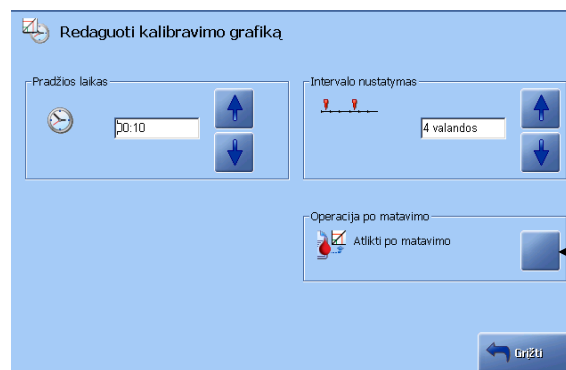 Redaguoti kalibravimo grafiką
Pradžios laikas
00:10
Intervalo nustatymas
4 valandos
Operacija po matavimo
Atlikti po matavimo
Grįžti